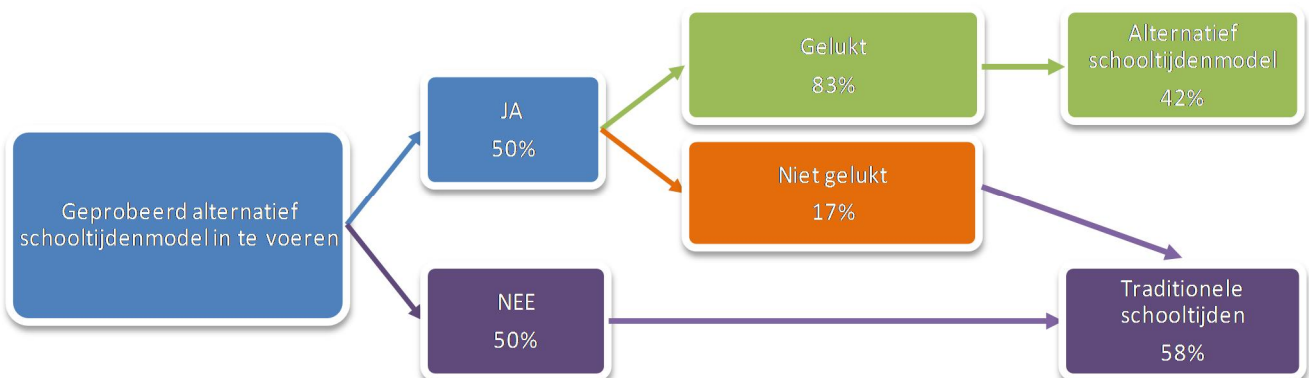 Geprobeerd alternatief
schooltijdenmodel in te voeren
JA
50%
NEE
50%
Gelukt
83%
Niet gelukt
17%
Alternatief
schooltijdenmodel
42%
Traditionele
schooltijden
58%